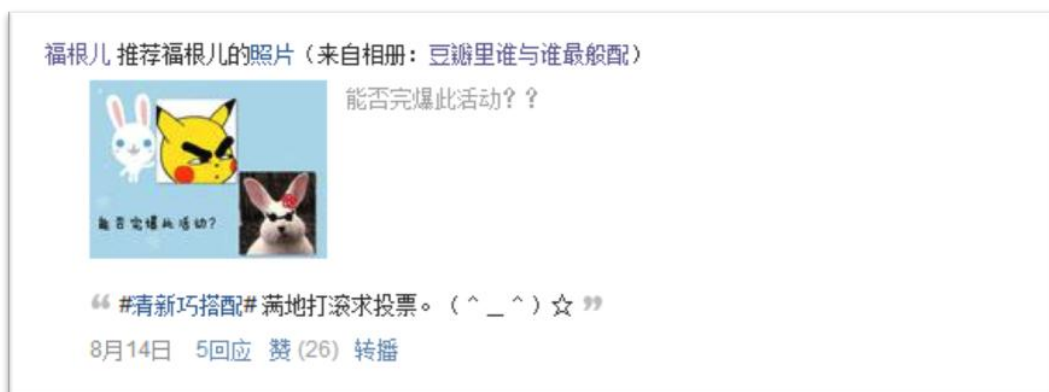 福根儿 推荐福根儿的照片（来自相册：豆瓣里谁与谁最般配）
能否完爆此活动？？
能否完爆此活动?
“ #清新巧搭配# 满地打滚求投票。（＾＿＾）☆ ”
8月14日 5回应 赞 (26) 转播